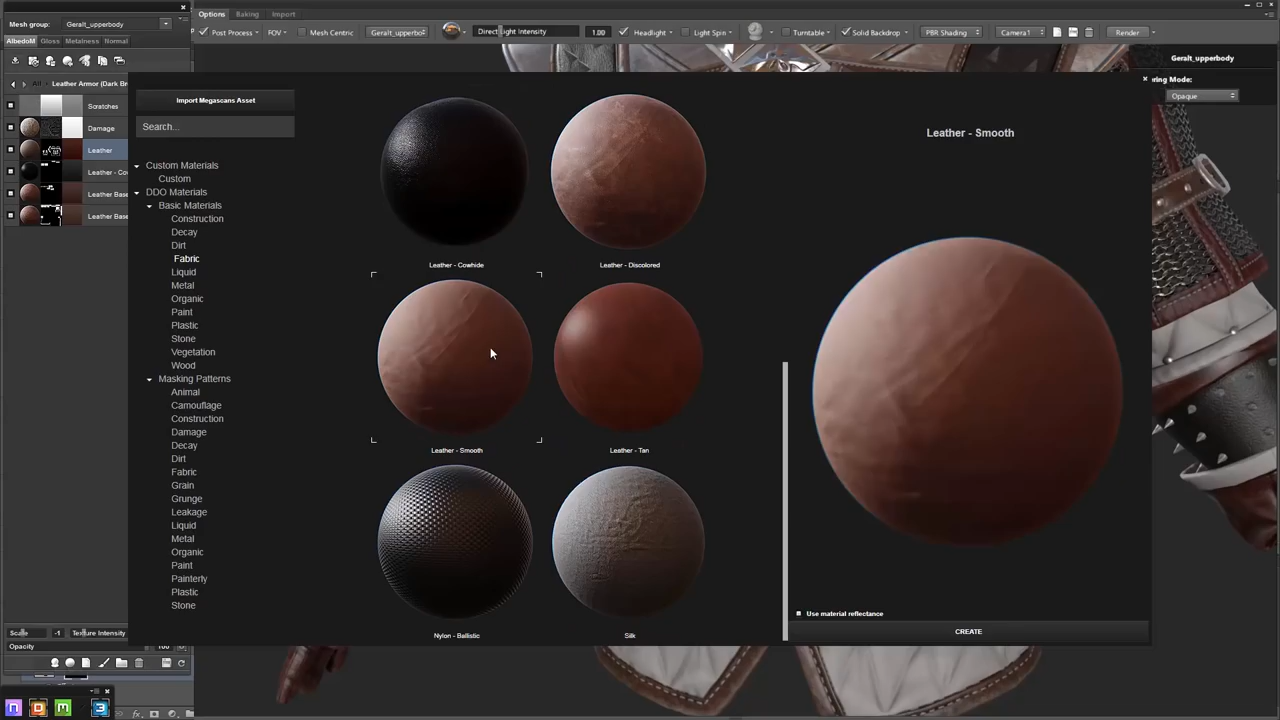 Mesh group: Geralt_upperbody
AlbedoM Gloss Metalness Normal
Options Baking Import
Post Process FOV Mesh Centric Geralt_upperbo Direct Light Intensity 1.00 Headlight Light Spin Turntable Solid Backdrop PBR Shading Camera1 Render
Geralt_upperbody
ering Mode:
Opaque
All Leather Armor (Dark Br
Scratches
Damage
Leather
Leather - Co
Leather Base
Leather Base
Import Megascans Asset
Search...
Custom Materials
Custom
DDO Materials
Basic Materials
Construction
Decay
Dirt
Fabric
Liquid
Metal
Organic
Paint
Plastic
Stone
Vegetation
Wood
Masking Patterns
Animal
Camouflage
Construction
Damage
Decay
Dirt
Fabric
Grain
Grunge
Leakage
Liquid
Metal
Organic
Paint
Painterly
Plastic
Stone
Leather - Cowhide
Leather - Discolored
Leather - Smooth
Leather - Tan
Nylon - Ballistic
Silk
Leather - Smooth
Use material reflectance
CREATE
Scale -1 Texture Intensity
Opacity 100